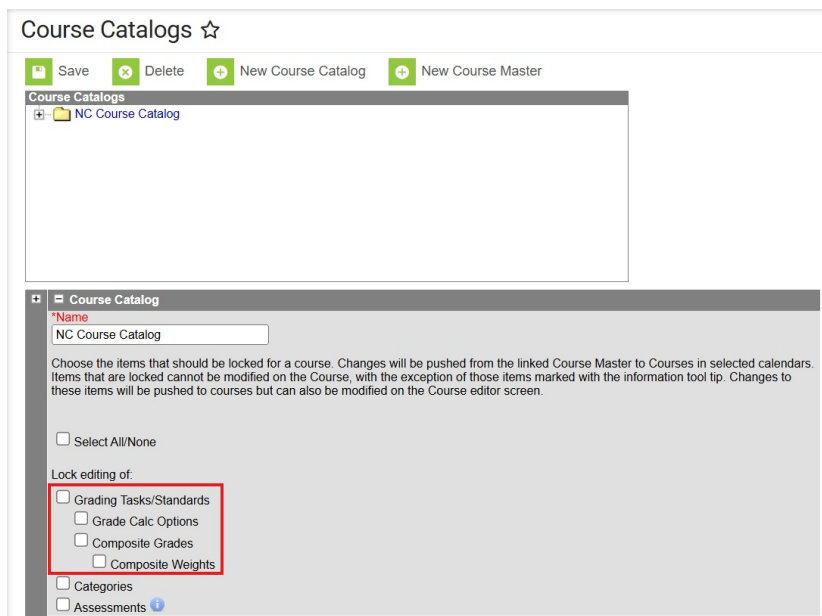 Course Catalogs
Save Delete New Course Catalog New Course Master
Course Catalogs
NC Course Catalog
Course Catalog
*Name
NC Course Catalog
Choose the items that should be locked for a course. Changes will be pushed from the linked Course Master to Courses in selected calendars.
Items that are locked cannot be modified on the Course, with the exception of those items marked with the information tool tip. Changes to
these items will be pushed to courses but can also be modified on the Course editor screen.
Select All/None
Lock editing of:
Grading Tasks/Standards
Grade Calc Options
Composite Grades
Composite Weights
Categories
Assessments